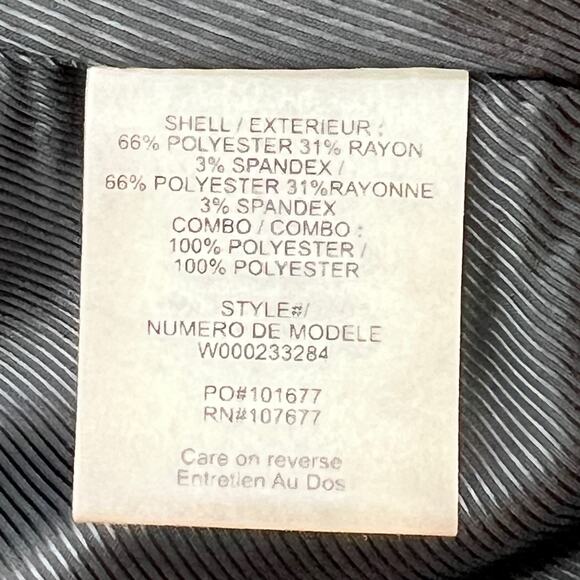 SHELL / EXTERIEUR :
66% POLYESTER 31% RAYON
3% SPANDEX /
66% POLYESTER 31%RAYONNE
3% SPANDEX
COMBO / COMBO :
100% POLYESTER /
100% POLYESTER
STYLE#/
NUMERO DE MODELE
W000233284
PO#101677
RN#107677
Care on reverse
Entretien Au Dos